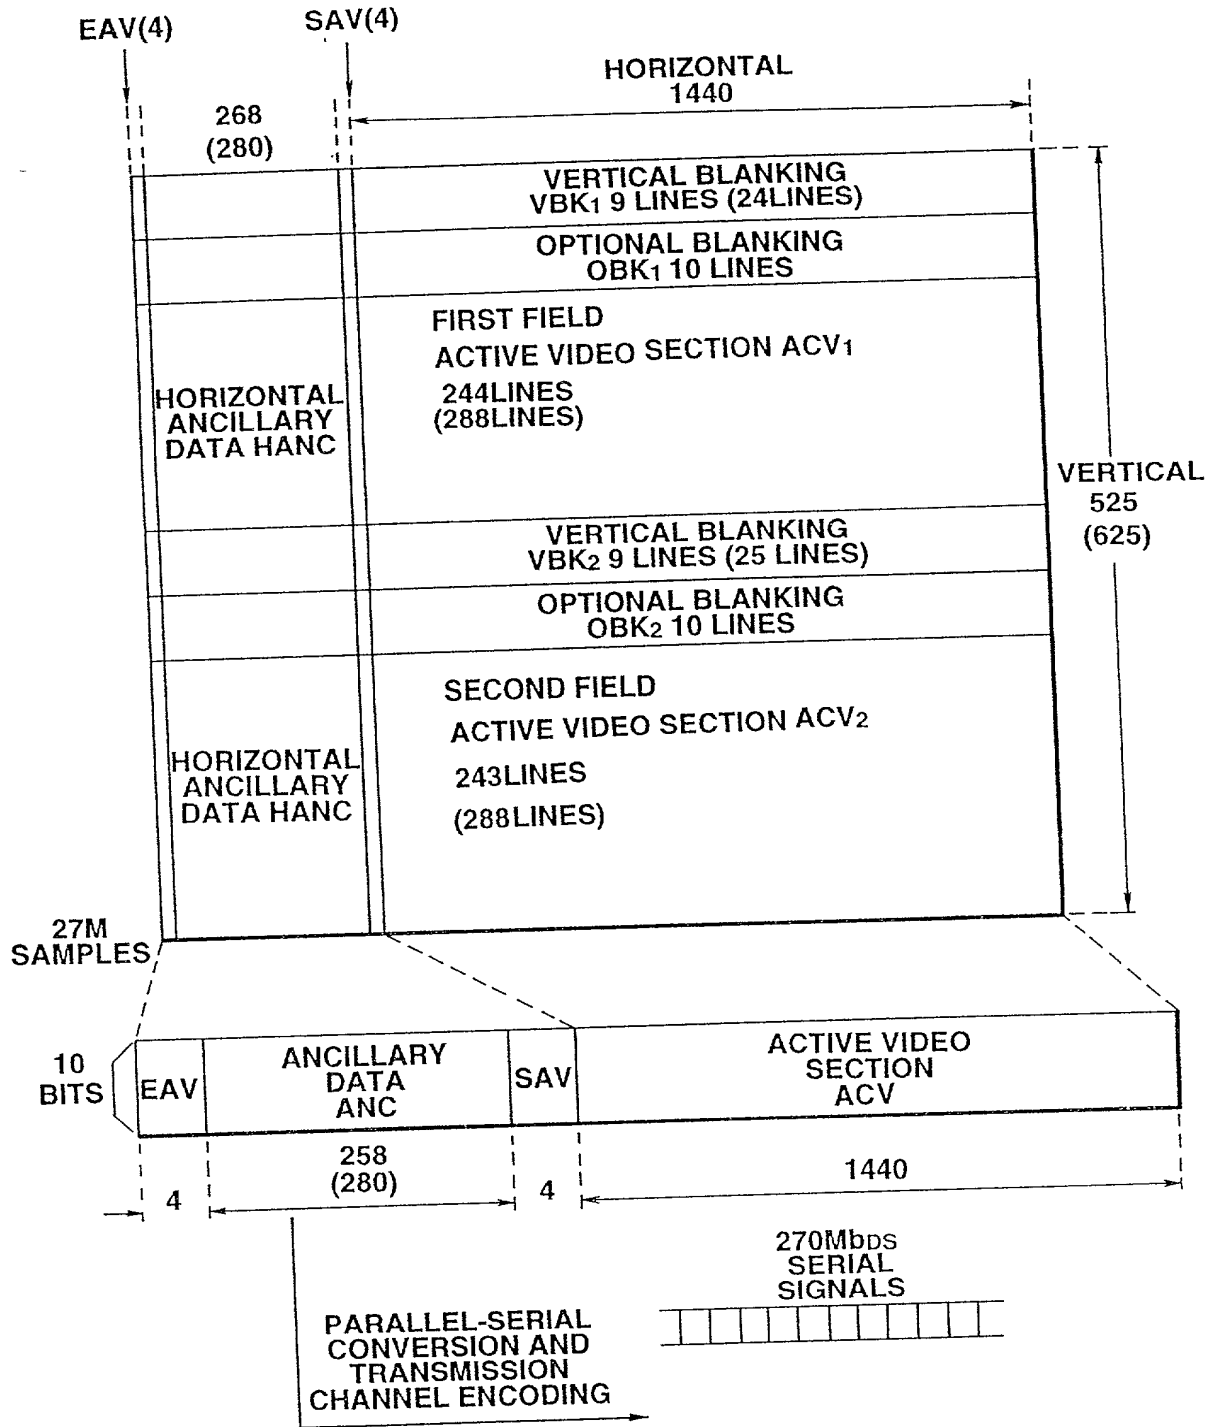 EAV(4)
SAV(4)
HORIZONTAL
1440
268
(280)
VERTICAL BLANKING
VBK1 9 LINES (24LINES)
OPTIONAL BLANKING
OBK1 10 LINES
FIRST FIELD
ACTIVE VIDEO SECTION ACV1
244LINES
(288LINES)
HORIZONTAL
ANCILLARY
DATA HANC
VERTICAL
525
(625)
VERTICAL BLANKING
VBK2 9 LINES (25 LINES)
OPTIONAL BLANKING
OBK2 10 LINES
SECOND FIELD
ACTIVE VIDEO SECTION ACV2
243LINES
(288LINES)
HORIZONTAL
ANCILLARY
DATA HANC
27M
SAMPLES
10
BITS
EAV
ANCILLARY
DATA
ANC
SAV
ACTIVE VIDEO
SECTION
ACV
4
258
(280)
4
1440
270MbDS
SERIAL
SIGNALS
PARALLEL-SERIAL
CONVERSION AND
TRANSMISSION
CHANNEL ENCODING